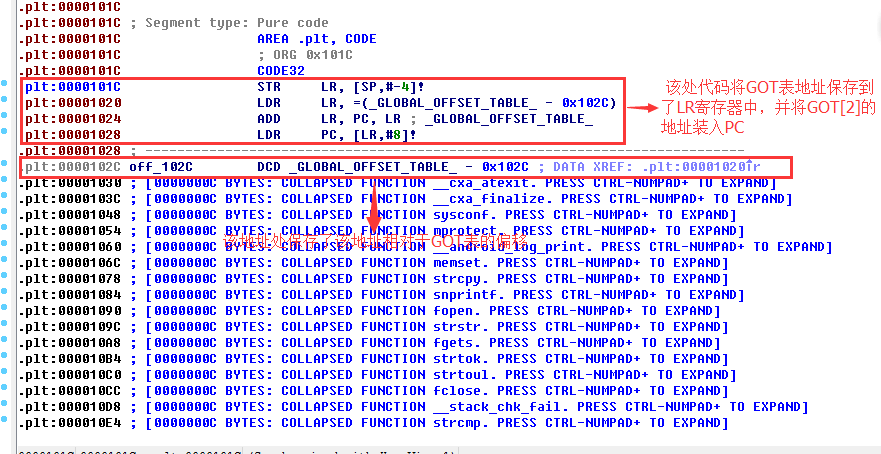 .plt:0000101C
.plt:0000101C ; Segment type: Pure code
.plt:0000101C AREA .plt, CODE
.plt:0000101C ; ORG 0x101C
.plt:0000101C CODE32
.plt:0000101C STR LR, [SP,#-4]!
.plt:00001020 LDR LR, =(_GLOBAL_OFFSET_TABLE_ - 0x102C)
.plt:00001024 ADD LR, PC, LR ; _GLOBAL_OFFSET_TABLE_
.plt:00001028 LDR PC, [LR,#8]!
该处代码将GOT表地址保存到
了LR寄存器中，并将GOT[2]的
地址装入PC
.plt:00001028 ; ---------------------------------------------------------------------------
.plt:0000102C off_102C DCD _GLOBAL_OFFSET_TABLE_ - 0x102C ; DATA XREF: .plt:00001020↑r
.plt:00001030 ; [0000000C BYTES: COLLAPSED FUNCTION __cxa_atexit. PRESS CTRL-NUMPAD+ TO EXPAND]
.plt:0000103C ; [0000000C BYTES: COLLAPSED FUNCTION __cxa_finalize. PRESS CTRL-NUMPAD+ TO EXPAND]
.plt:00001048 ; [0000000C BYTES: COLLAPSED FUNCTION sysconf. PRESS CTRL-NUMPAD+ TO EXPAND]
.plt:00001054 ; [0000000C BYTES: COLLAPSED FUNCTION mprotect. PRESS CTRL-NUMPAD+ TO EXPAND]
该地址处保存了该地址相对于GOT表的偏移
.plt:00001060 ; [0000000C BYTES: COLLAPSED FUNCTION __android_log_print. PRESS CTRL-NUMPAD+ TO EXPAND]
.plt:0000106C ; [0000000C BYTES: COLLAPSED FUNCTION memset. PRESS CTRL-NUMPAD+ TO EXPAND]
.plt:00001078 ; [0000000C BYTES: COLLAPSED FUNCTION strcpy. PRESS CTRL-NUMPAD+ TO EXPAND]
.plt:00001084 ; [0000000C BYTES: COLLAPSED FUNCTION snprintf. PRESS CTRL-NUMPAD+ TO EXPAND]
.plt:00001090 ; [0000000C BYTES: COLLAPSED FUNCTION fopen. PRESS CTRL-NUMPAD+ TO EXPAND]
.plt:0000109C ; [0000000C BYTES: COLLAPSED FUNCTION strstr. PRESS CTRL-NUMPAD+ TO EXPAND]
.plt:000010A8 ; [0000000C BYTES: COLLAPSED FUNCTION fgets. PRESS CTRL-NUMPAD+ TO EXPAND]
.plt:000010B4 ; [0000000C BYTES: COLLAPSED FUNCTION strtok. PRESS CTRL-NUMPAD+ TO EXPAND]
.plt:000010C0 ; [0000000C BYTES: COLLAPSED FUNCTION strtoul. PRESS CTRL-NUMPAD+ TO EXPAND]
.plt:000010CC ; [0000000C BYTES: COLLAPSED FUNCTION fclose. PRESS CTRL-NUMPAD+ TO EXPAND]
.plt:000010D8 ; [0000000C BYTES: COLLAPSED FUNCTION __stack_chk_fail. PRESS CTRL-NUMPAD+ TO EXPAND]
.plt:000010E4 ; [0000000C BYTES: COLLAPSED FUNCTION strcmp. PRESS CTRL-NUMPAD+ TO EXPAND]